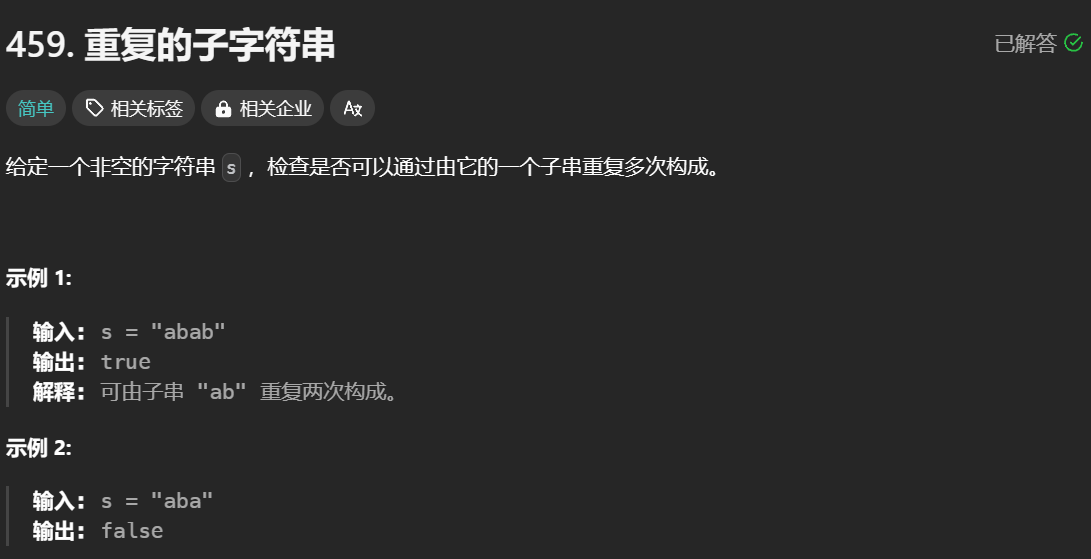 459. 重复的子字符串
已解答
简单 相关标签 相关企业
给定一个非空的字符串 s ，检查是否可以通过由它的一个子串重复多次构成。
示例 1:
输入: s = "abab"
输出: true
解释: 可由子串 "ab" 重复两次构成。
示例 2:
输入: s = "aba"
输出: false